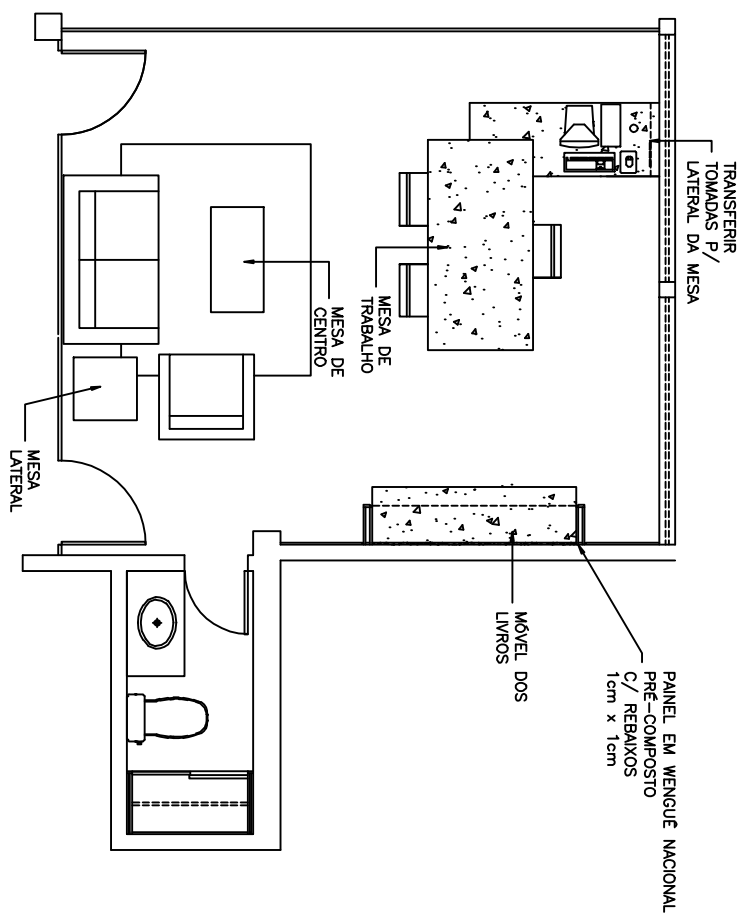 TRANSFERIR
TOMADAS P/
LATERAL DA MESA
MESA DE
TRABALHO
MESA DE
CENTRO
MESA
LATERAL
MÓVEL DOS
LIVROS
PAINEL EM WENGUÊ NACIONAL
PRÉ-COMPOSTO
C/ REBAIXOS
1cm x 1cm